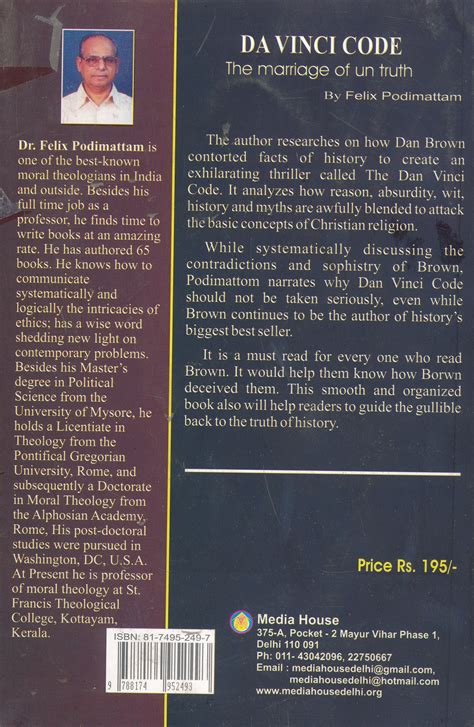 DA VINCI CODE
The marriage of un truth
By Felix Podimattam
Dr. Felix Podimattam is
one of the best-known
moral theologians in India
and outside. Besides his
full time job as a
professor, he finds time to
write books at an amazing
rate. He has authored 65
books. He knows how to
communicate
systematically and
logically the intricacies of
ethics; has a wise word
shedding new light on
contemporary problems.
Besides his Master's
degree in Political
Science from the
University of Mysore, he
holds a Licentiate in
Theology from the
Pontifical Gregorian
University, Rome, and
subsequently a Doctorate
in Moral Theology from
the Alphosian Academy,
Rome, His post-doctoral
studies were pursued in
Washington, DC, U.S.A.
At Present he is professor
of moral theology at St.
Francis Theological
College, Kottayam,
Kerala.
The author researches on how Dan Brown
contorted facts of history to create an
exhilarating thriller called The Dan Vinci
Code. It analyzes how reason, absurdity, wit,
history and myths are awfully blended to attack
the basic concepts of Christian religion.
While systematically discussing the
contradictions and sophistry of Brown,
Podimattom narrates why Dan Vinci Code
should not be taken seriously, even while
Brown continues to be the author of history's
biggest best seller.
It is a must read for every one who read
Brown. It would help them know how Borwn
deceived them. This smooth and organized
book also will help readers to guide the gullible
back to the truth of history.
Price Rs. 195/-
ISBN: 81-7495-249-7
9 788174 952493
Media House
375-A, Pocket - 2 Mayur Vihar Phase 1,
Delhi 110 091
Ph: 011- 43042096, 22750667
Email : mediahousedelhi@gmail.com,
mediahousedelhi@hotmail.com
www.mediahousedelhi.org